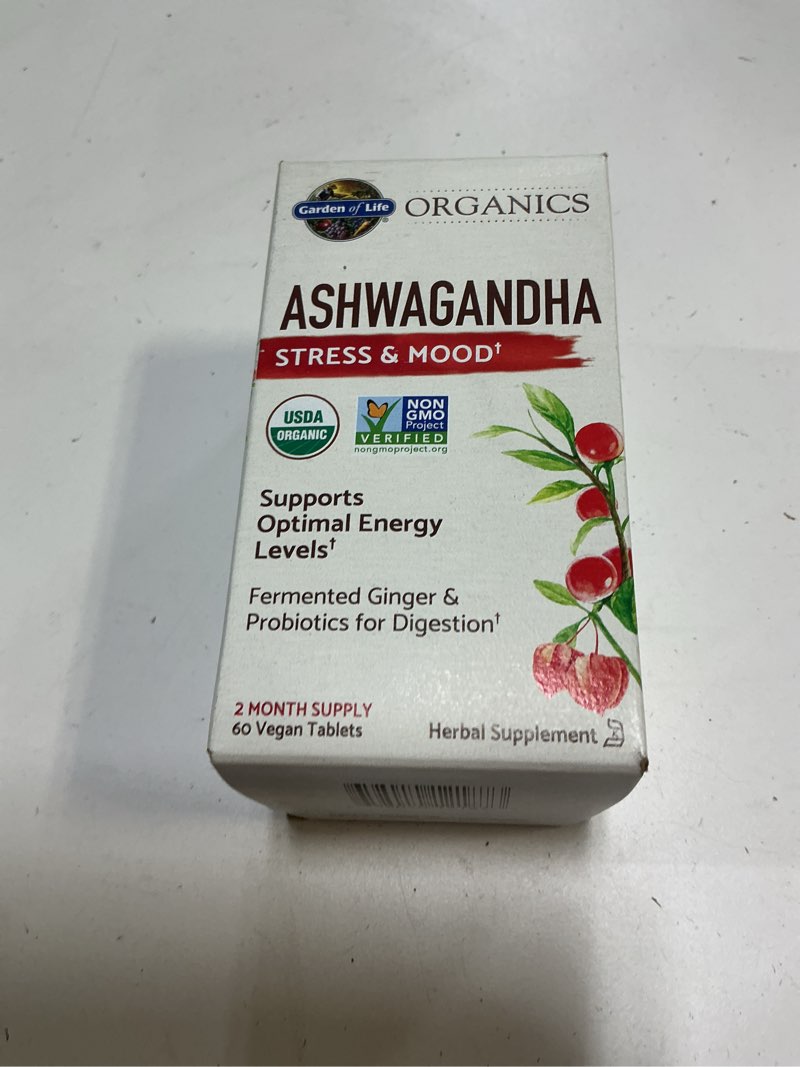 Garden of Life
ORGANICS
ASHWAGANDHA
STRESS & MOOD†
USDA
ORGANIC
NON
GMO
Project
VERIFIED
nongmoproject.org
Supports
Optimal Energy
Levels†
Fermented Ginger &
Probiotics for Digestion†
2 MONTH SUPPLY
60 Vegan Tablets
Herbal Supplement